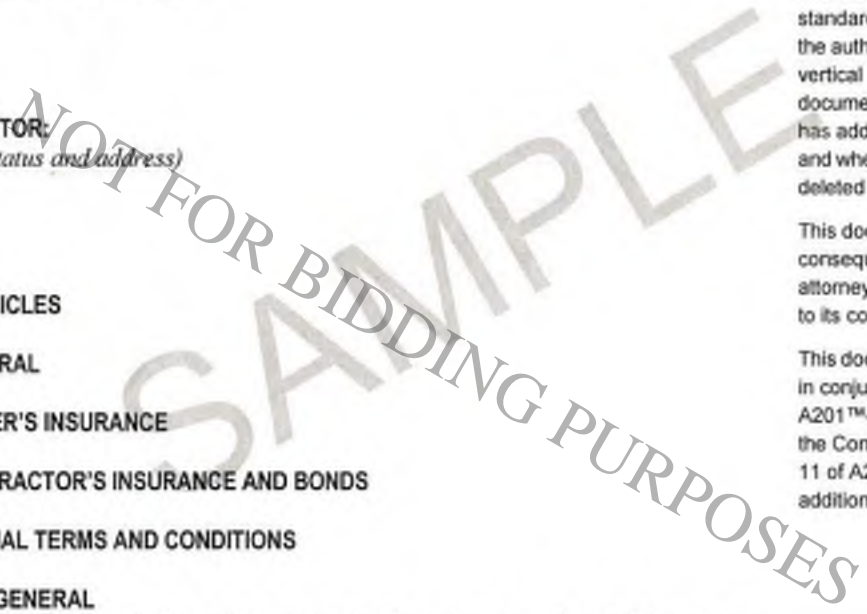 TOR:
tatus and address)
ICLES
RAL
ER'S INSURANCE
RACTOR'S INSURANCE AND BONDS
IAL TERMS AND CONDITIONS
GENERAL
standar
the auth
vertical
docume
has add
and whe
deleted
This doc
consequ
attorney
to its co
This doc
in conju
A201™
the Con
11 of A2
addition
SAMPLE
NOT FOR BIDDING PURPOSES